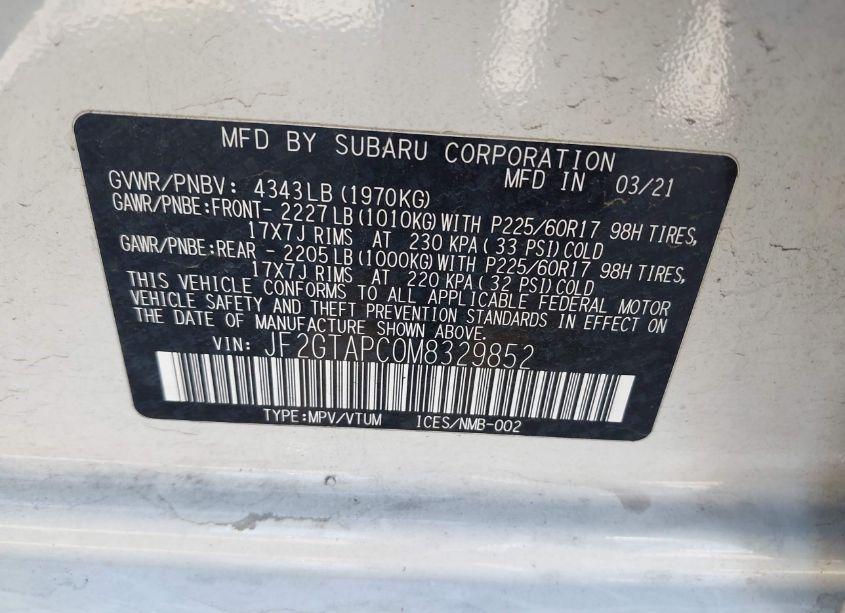 MFD BY SUBARU CORPORATION
MFD IN 03/21
GVWR/PNBV: 4343LB (1970KG)
GAWR/PNBE:FRONT- 2227LB(1010KG)WITH P225/60R17 98H TIRES,
17X7J RIMS AT 230 KPA( 33 PSI)COLD
GAWR/PNBE:REAR - 2205LB(1000KG)WITH P225/60R17 98H TIRES,
17X7J RIMS AT 220 KPA( 32 PSI)COLD
THIS VEHICLE CONFORMS TO ALL APPLICABLE FEDERAL MOTOR
VEHICLE SAFETY AND THEFT PREVENTION STANDARDS IN EFFECT ON
THE DATE OF MANUFACTURE SHOWN ABOVE.
VIN: JF2GTAPC0M8329852
TYPE:MPV/VTUM ICES/NMB-002